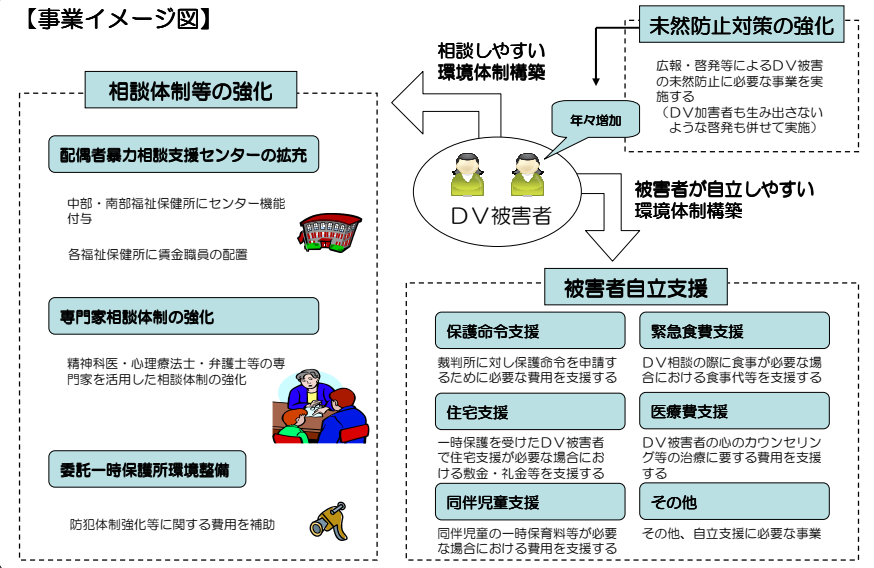 【事業イメージ図】
相談体制等の強化
配偶者暴力相談支援センターの拡充
中部・南部福祉保健所にセンター機能
付与
各福祉保健所に賃金職員の配置
専門家相談体制の強化
精神科医・心理療法士・弁護士等の専
門家を活用した相談体制の強化
委託一時保護所環境整備
防犯体制強化等に関する費用を補助
相談しやすい
環境体制構築
年々増加
ＤＶ被害者
未然防止対策の強化
広報・啓発等によるＤＶ被害
の未然防止に必要な事業を実
施する
（ＤＶ加害者も生み出さない
ような啓発も併せて実施）
被害者が自立しやすい
環境体制構築
被害者自立支援
保護命令支援
裁判所に対し保護命令を申請す
るために必要な費用を支援する
緊急食費支援
ＤＶ相談の際に食事が必要な場
合における食事代等を支援する
住宅支援
一時保護を受けたＤＶ被害者
で住宅支援が必要な場合にお
ける敷金・礼金等を支援する
医療費支援
ＤＶ被害者の心のカウンセリン
グ等の治療に要する費用を支援
する
同伴児童支援
同伴児童の一時保育料等が必要
な場合における費用を支援する
その他
その他、自立支援に必要な事業